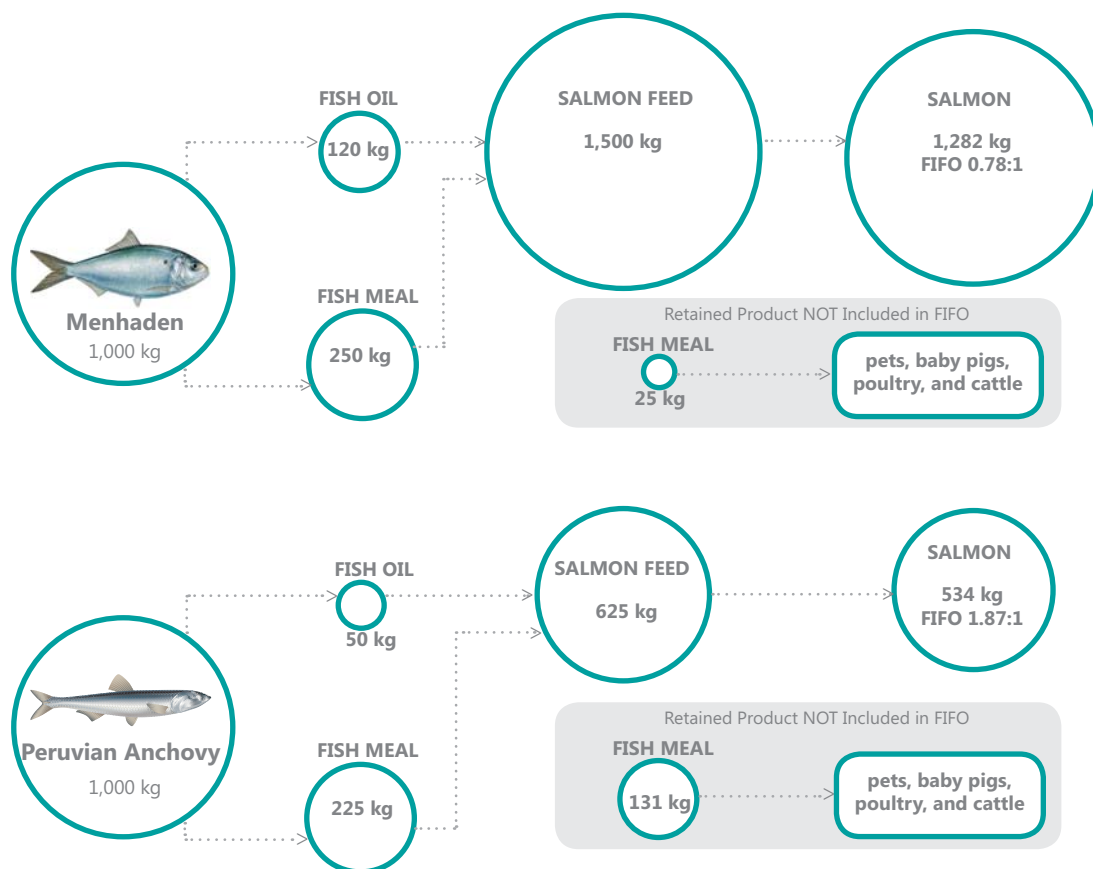 FISH OIL
120 kg
SALMON FEED
1,500 kg
SALMON
1,282 kg
FIFO 0.78:1
Menhaden
1,000 kg
FISH MEAL
250 kg
Retained Product NOT Included in FIFO
FISH MEAL
25 kg
pets, baby pigs,
poultry, and cattle
FISH OIL
50 kg
SALMON FEED
625 kg
SALMON
534 kg
FIFO 1.87:1
Peruvian Anchovy
1,000 kg
FISH MEAL
225 kg
Retained Product NOT Included in FIFO
FISH MEAL
131 kg
pets, baby pigs,
poultry, and cattle